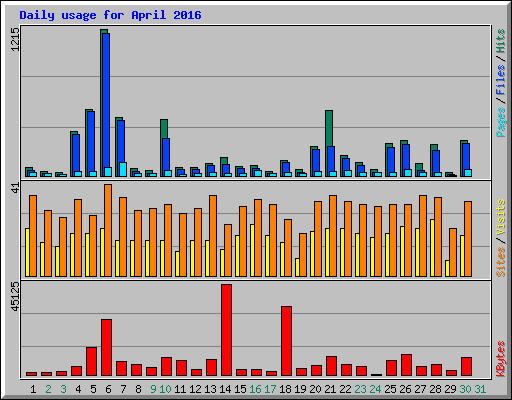 Daily usage for April 2016
1215
Pages / Files / Hits
41
Sites / Visits
45125
KBytes
1 2 3 4 5 6 7 8 9 10 11 12 13 14 15 16 17 18 19 20 21 22 23 24 25 26 27 28 29 30 31